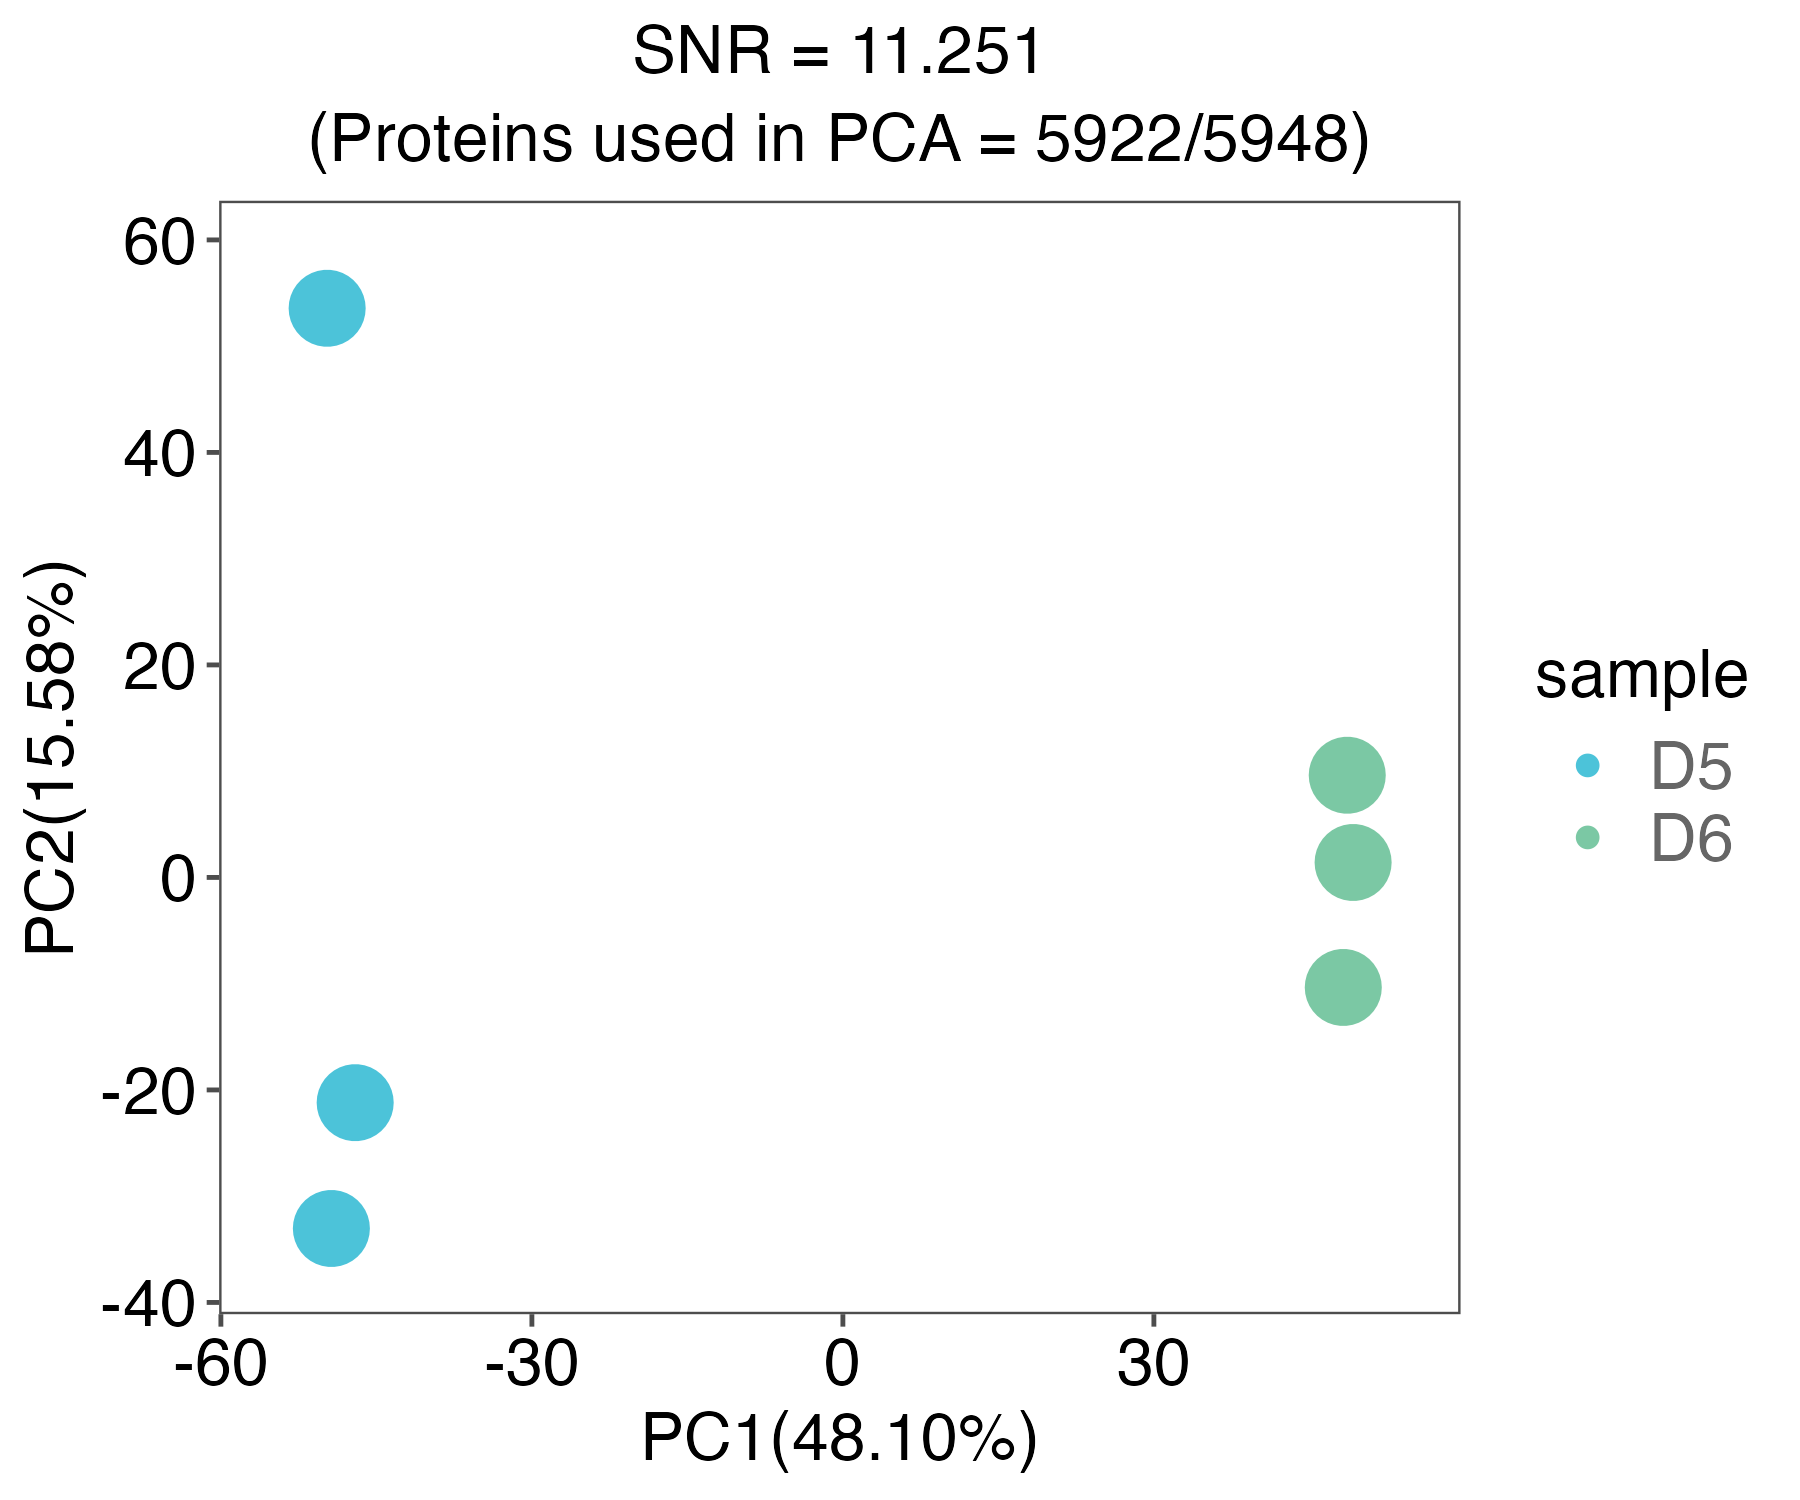 SNR = 11.251
(Proteins used in PCA = 5922/5948)
60
40
20
0
-20
-40
PC2(15.58%)
-60
-30
0
30
PC1(48.10%)
sample
D5
D6